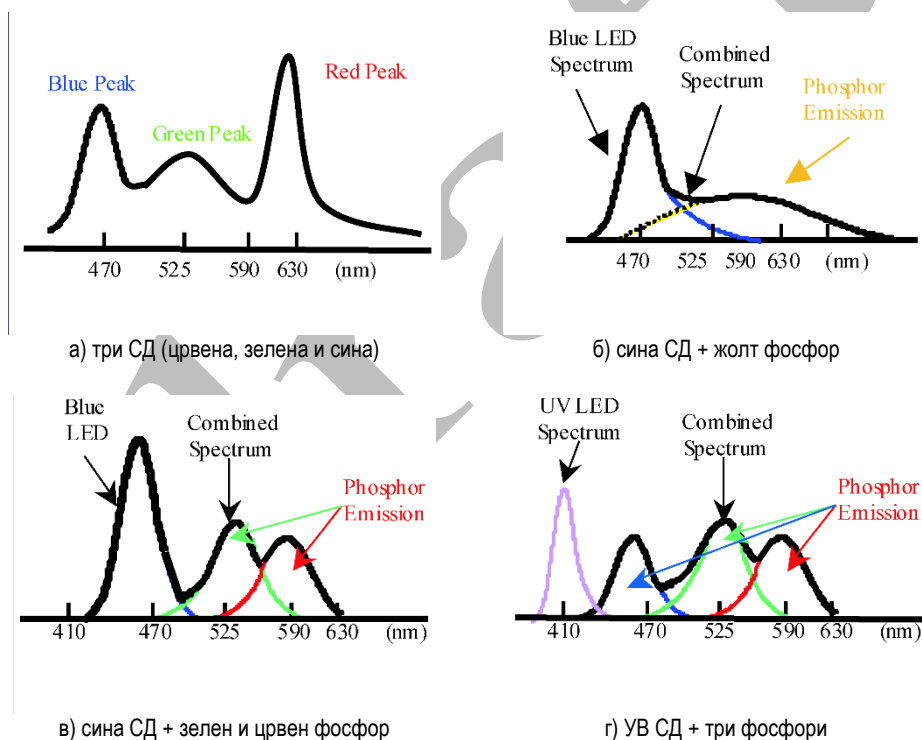 Blue Peak
Green Peak
Red Peak
470 525 590 630 (nm)
а) три СД (црвена, зелена и сина)
Blue LED
Spectrum
Combined
Spectrum
Phosphor
Emission
470 525 590 630 (nm)
б) сина СД + жолт фосфор
Blue
LED
Combined
Spectrum
Phosphor
Emission
410 470 525 590 630 (nm)
в) сина СД + зелен и црвен фосфор
UV LED
Spectrum
Combined
Spectrum
Phosphor
Emission
410 470 525 590 630 (nm)
г) УВ СД + три фосфори